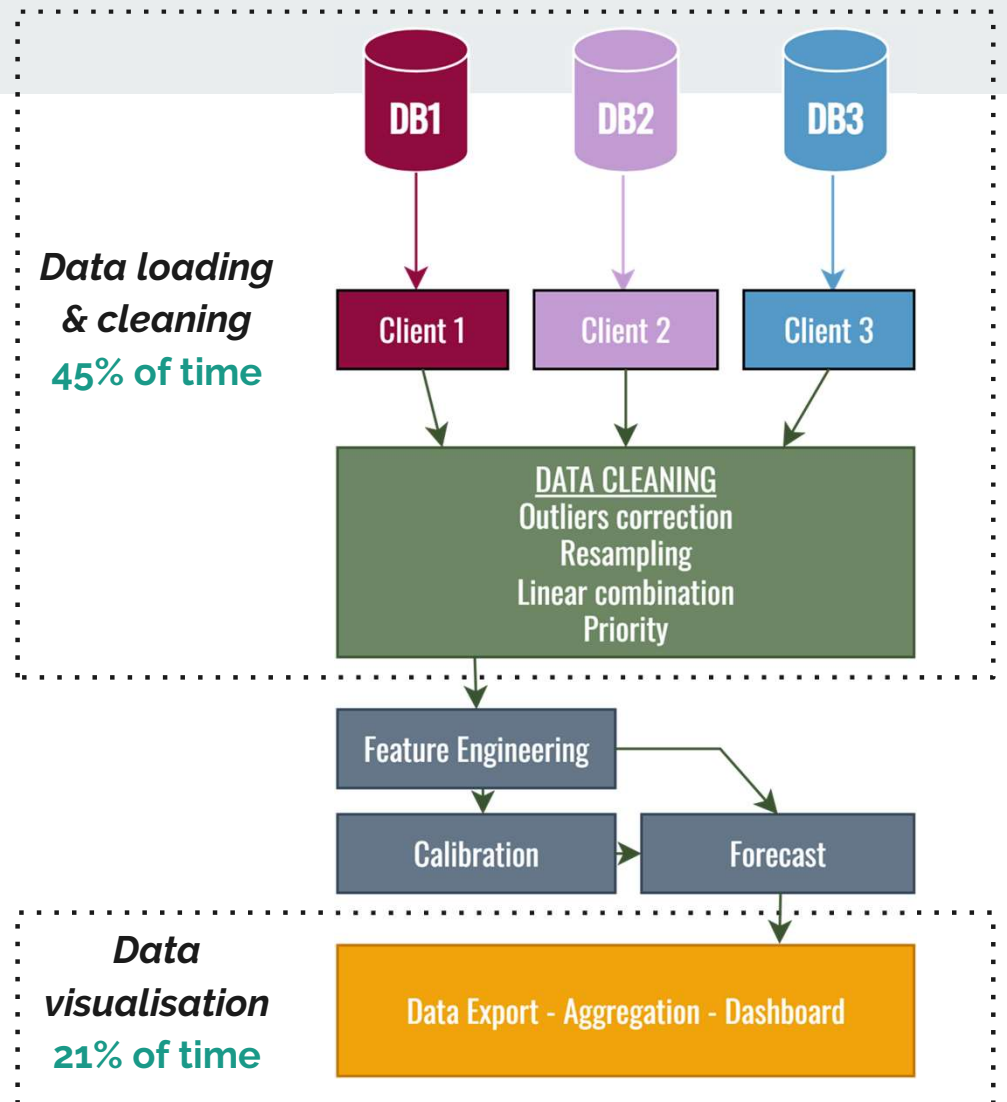 DB1
DB2
DB3
Data loading
& cleaning
45% of time
Client 1
Client 2
Client 3
DATA CLEANING
Outliers correction
Resampling
Linear combination
Priority
Feature Engineering
Calibration
Forecast
Data
visualisation
21% of time
Data Export - Aggregation - Dashboard